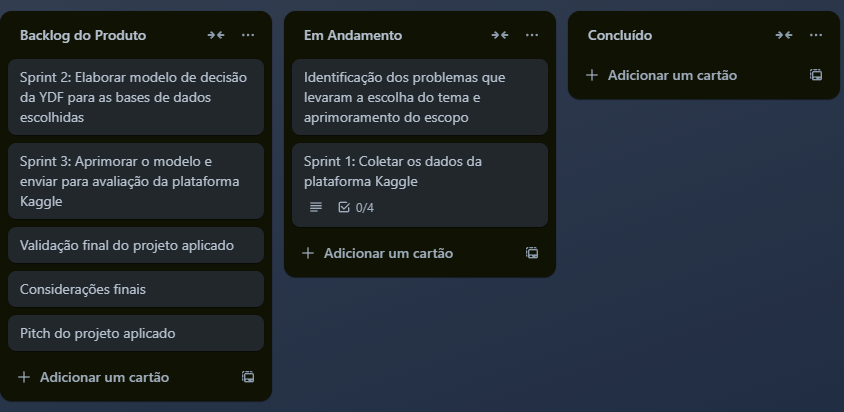 Backlog do Produto
Sprint 2: Elaborar modelo de decisão
da YDF para as bases de dados
escolhidas
Sprint 3: Aprimorar o modelo e
enviar para avaliação da plataforma
Kaggle
Validação final do projeto aplicado
Considerações finais
Pitch do projeto aplicado
Adicionar um cartão
Em Andamento
Identificação dos problemas que
levaram a escolha do tema e
aprimoramento do escopo
Sprint 1: Coletar os dados da
plataforma Kaggle
0/4
Adicionar um cartão
Concluído
Adicionar um cartão